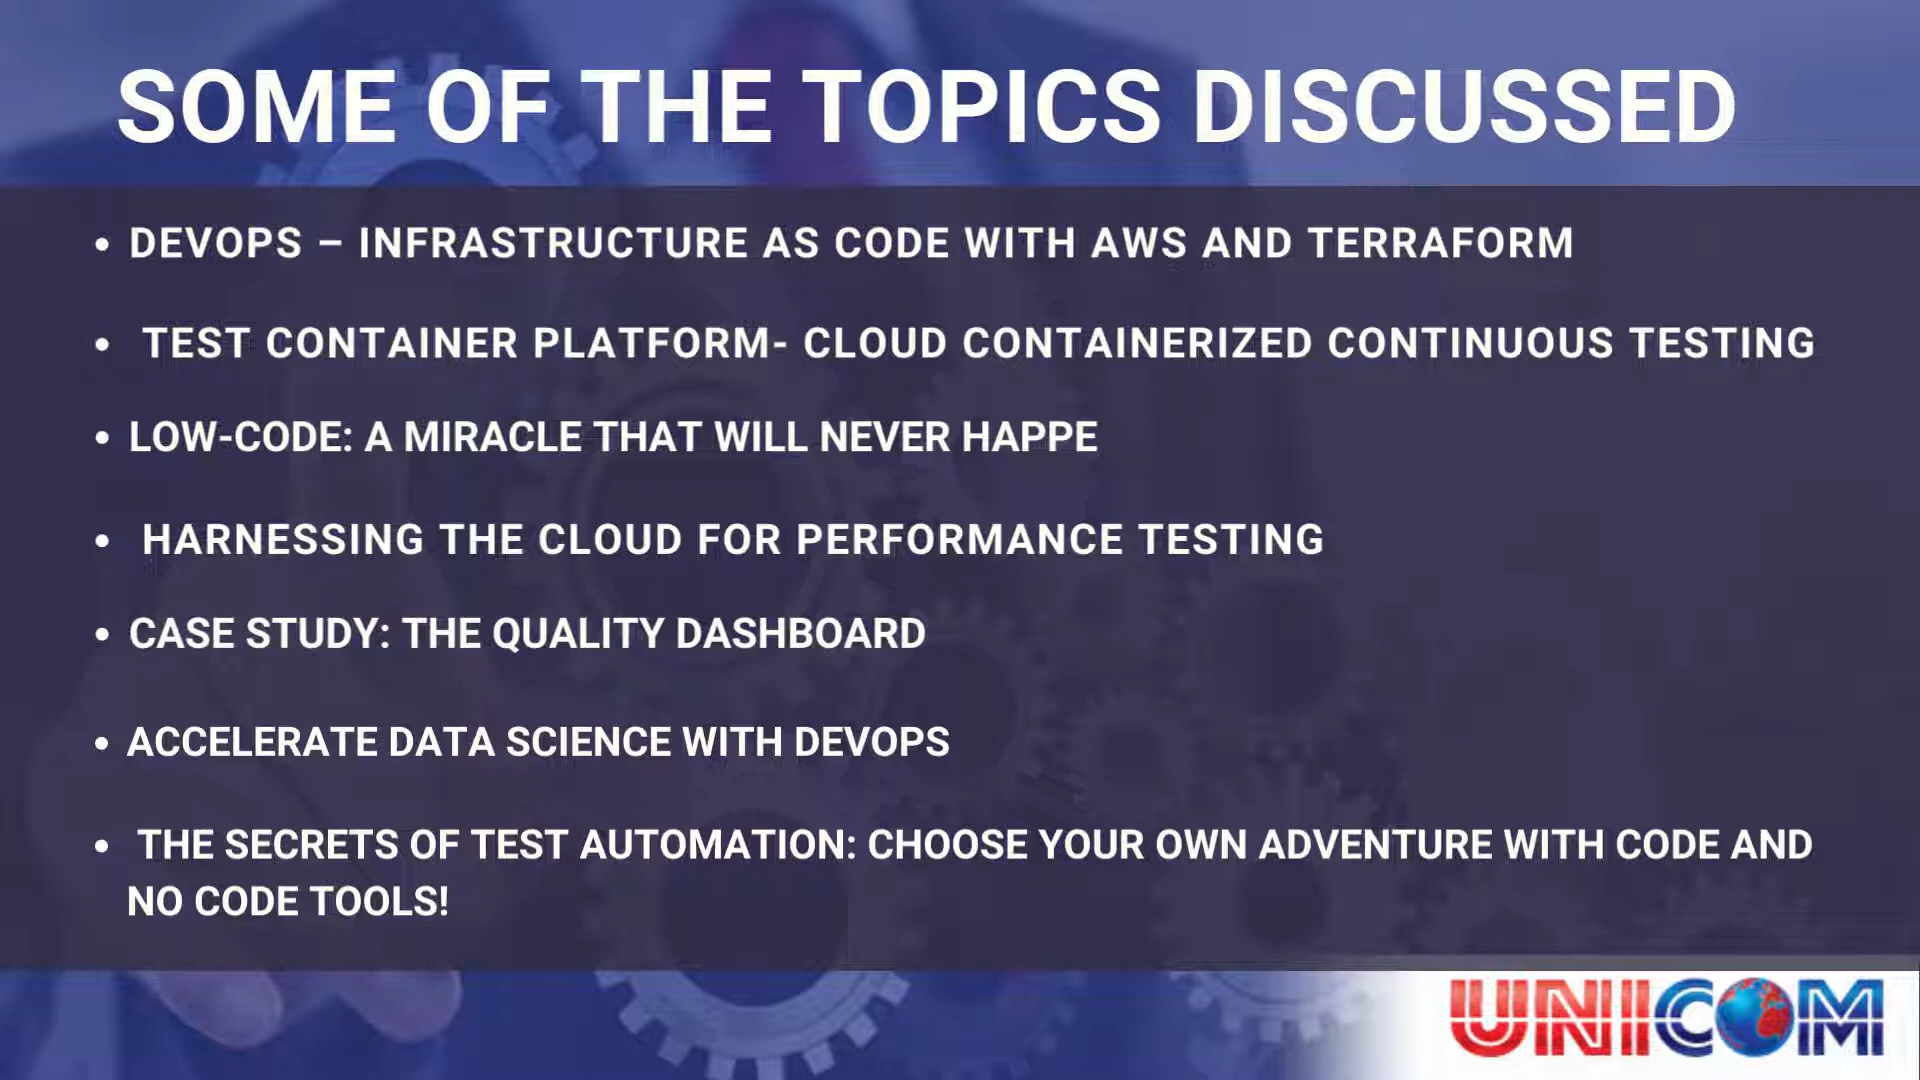 SOME OF THE TOPICS DISCUSSED
• DEVOPS – INFRASTRUCTURE AS CODE WITH AWS AND TERRAFORM
• TEST CONTAINER PLATFORM- CLOUD CONTAINERIZED CONTINUOUS TESTING
• LOW-CODE: A MIRACLE THAT WILL NEVER HAPPE
• HARNESSING THE CLOUD FOR PERFORMANCE TESTING
• CASE STUDY: THE QUALITY DASHBOARD
• ACCELERATE DATA SCIENCE WITH DEVOPS
• THE SECRETS OF TEST AUTOMATION: CHOOSE YOUR OWN ADVENTURE WITH CODE AND
NO CODE TOOLS!
UNICOM